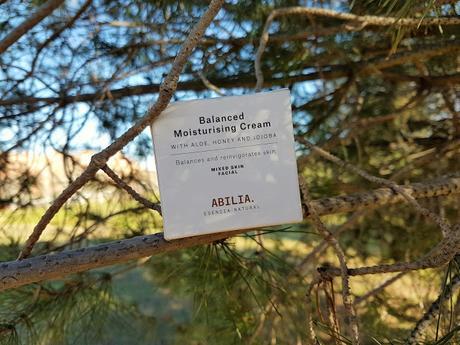 Balanced
Moisturising Cream
WITH ALOE, HONEY AND JOJOBA
Balances and reinvigorates skin
MIXED SKIN
FACIAL
ABILIA.
ESENCIA NATURAL